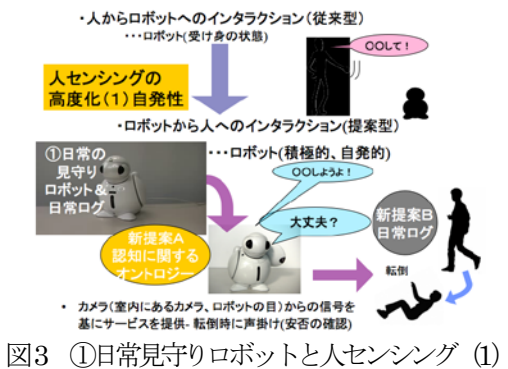 ・人からロボットへのインタラクション(従来型)
・・・ロボット(受け身の状態)
〇〇して!
人センシングの
高度化(1)自発性
・ロボットから人へのインタラクション(提案型)
・・・ロボット(積極的、自発的)
①日常の
見守り
ロボット&
日常ログ
〇〇しようよ!
大丈夫?
新提案A
認知に関する
オントロジー
新提案B
日常ログ
転倒
・ カメラ(室内にあるカメラ、ロボットの目)からの信号を
基にサービスを提供- 転倒時に声掛け(安否の確認)
図3 ①日常見守りロボットと人センシング (1)